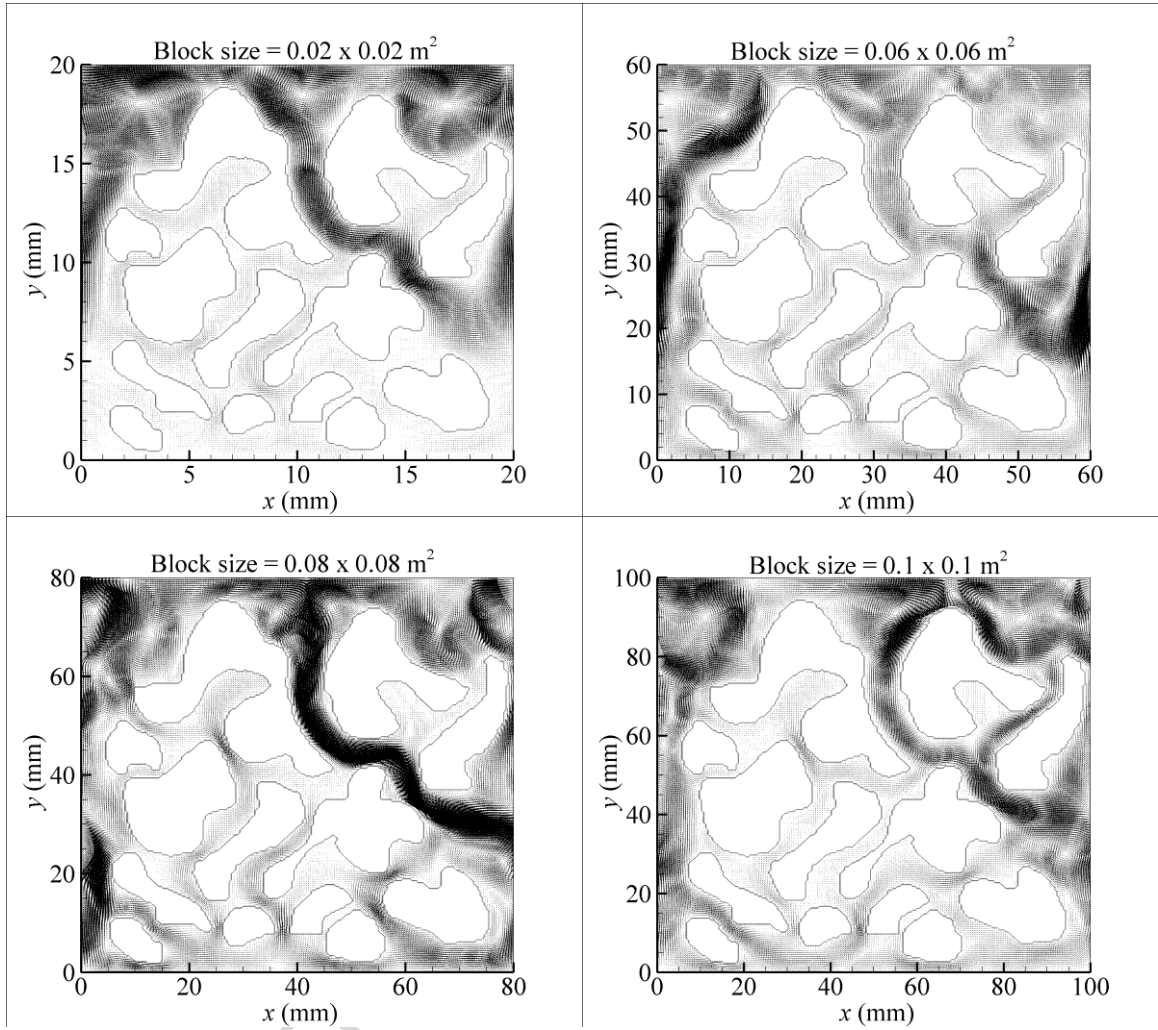 Block size = 0.02 x 0.02 m²
20
15
10
5
0
y (mm)
0 5 10 15 20
x (mm)
Block size = 0.06 x 0.06 m²
60
50
40
30
20
10
0
y (mm)
0 10 20 30 40 50 60
x (mm)
Block size = 0.08 x 0.08 m²
80
60
40
20
0
y (mm)
0 20 40 60 80
x (mm)
Block size = 0.1 x 0.1 m²
100
80
60
40
20
0
y (mm)
0 20 40 60 80 100
x (mm)